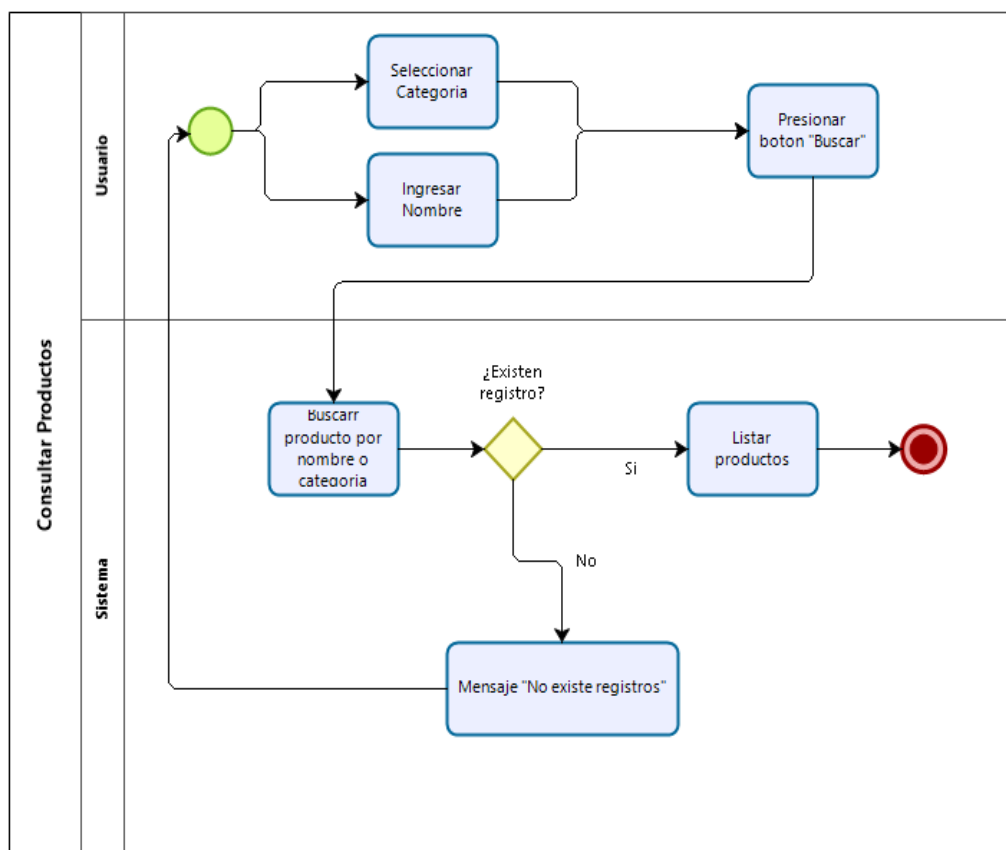 Consultar Productos
Usuario
Seleccionar
Categoria
Ingresar
Nombre
Presionar
boton "Buscar"
Sistema
Buscarr
producto por
nombre o
categoria
¿Existen
registro?
Si
Listar
productos
No
Mensaje "No existe registros"